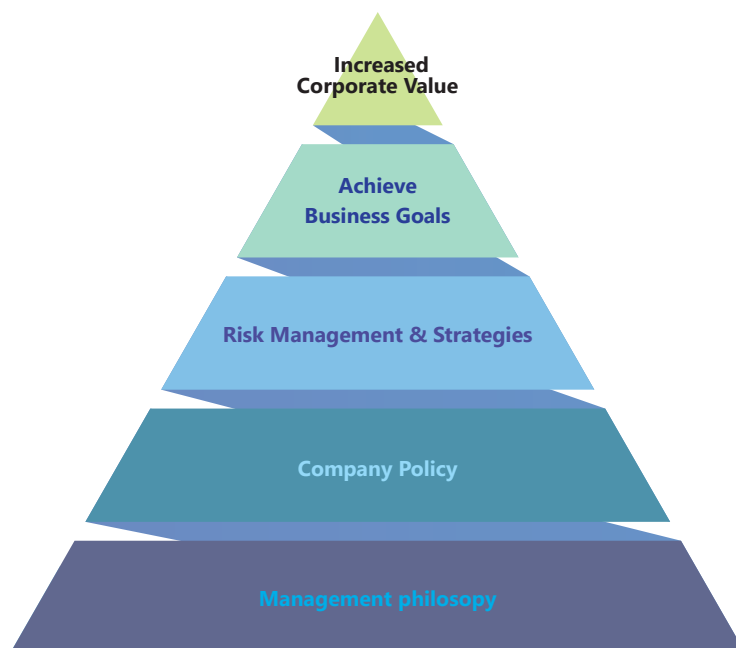 Increased
Corporate Value
Achieve
Business Goals
Risk Management & Strategies
Company Policy
Management philosopy